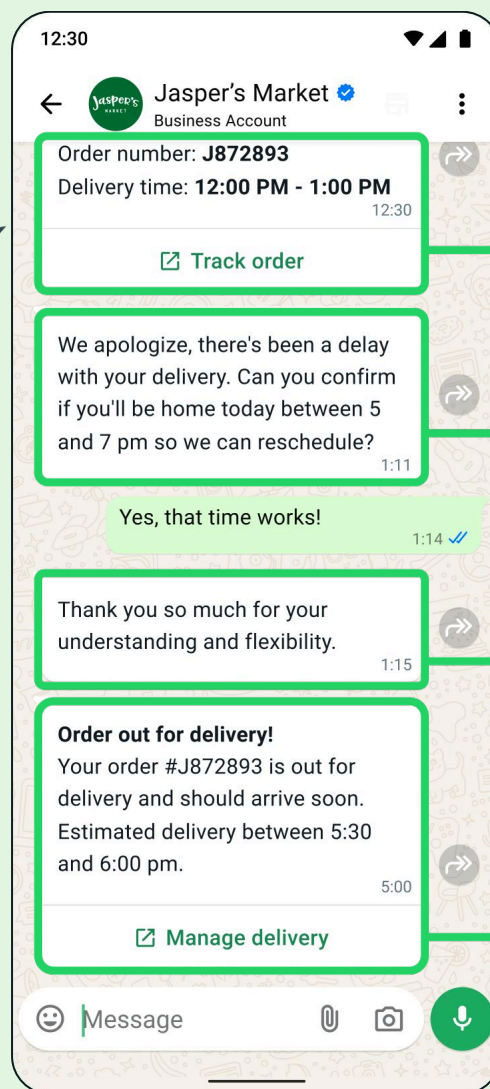 12:30
Jasper's
MARKET
Jasper’s Market
Business Account
Order number: J872893
Delivery time: 12:00 PM - 1:00 PM
12:30
Track order
We apologize, there's been a delay
with your delivery. Can you confirm
if you'll be home today between 5
and 7 pm so we can reschedule?
1:11
Yes, that time works!
1:14
Thank you so much for your
understanding and flexibility.
1:15
Order out for delivery!
Your order #J872893 is out for
delivery and should arrive soon.
Estimated delivery between 5:30
and 6:00 pm.
5:00
Manage delivery
Message